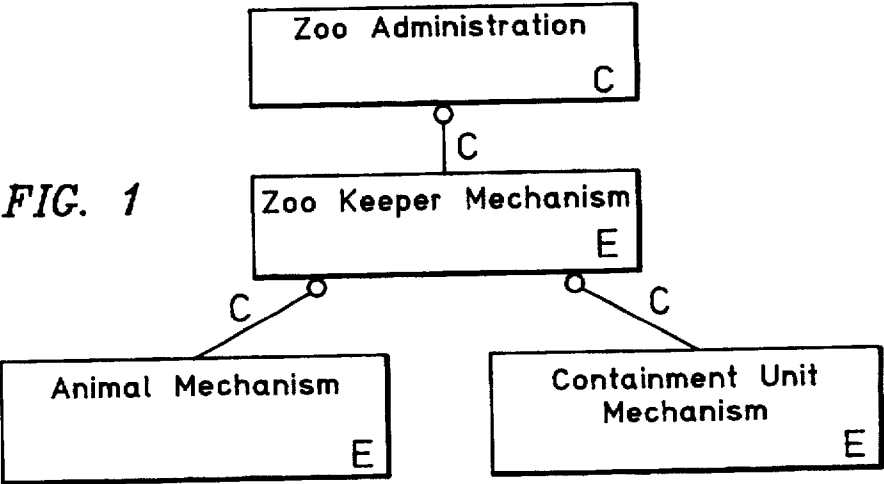 Zoo Administration
C
C
FIG. 1
Zoo Keeper Mechanism
E
C
C
Animal Mechanism
E
Containment Unit
Mechanism
E